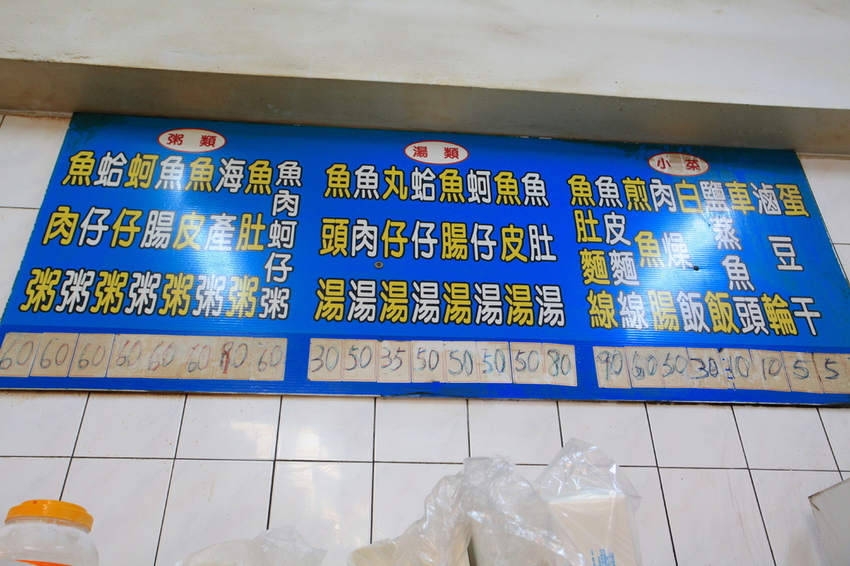 粥類
魚肉粥
蛤仔粥
蚵仔粥
魚腸粥
魚皮粥
海產粥
魚肚粥
魚肉蚵仔粥
60 60 60 60 60 60 90 60
湯類
魚頭湯
魚肉湯
丸仔湯
蛤仔湯
魚腸湯
蚵仔湯
魚皮湯
魚肚湯
30 50 35 50 50 50 50 80
小菜
魚肚麵線
魚皮麵線
煎魚腸
肉燥飯
白飯
鹽蒸魚頭
車輪
滷蛋
豆干
90 60 50 30 10 10 5 5